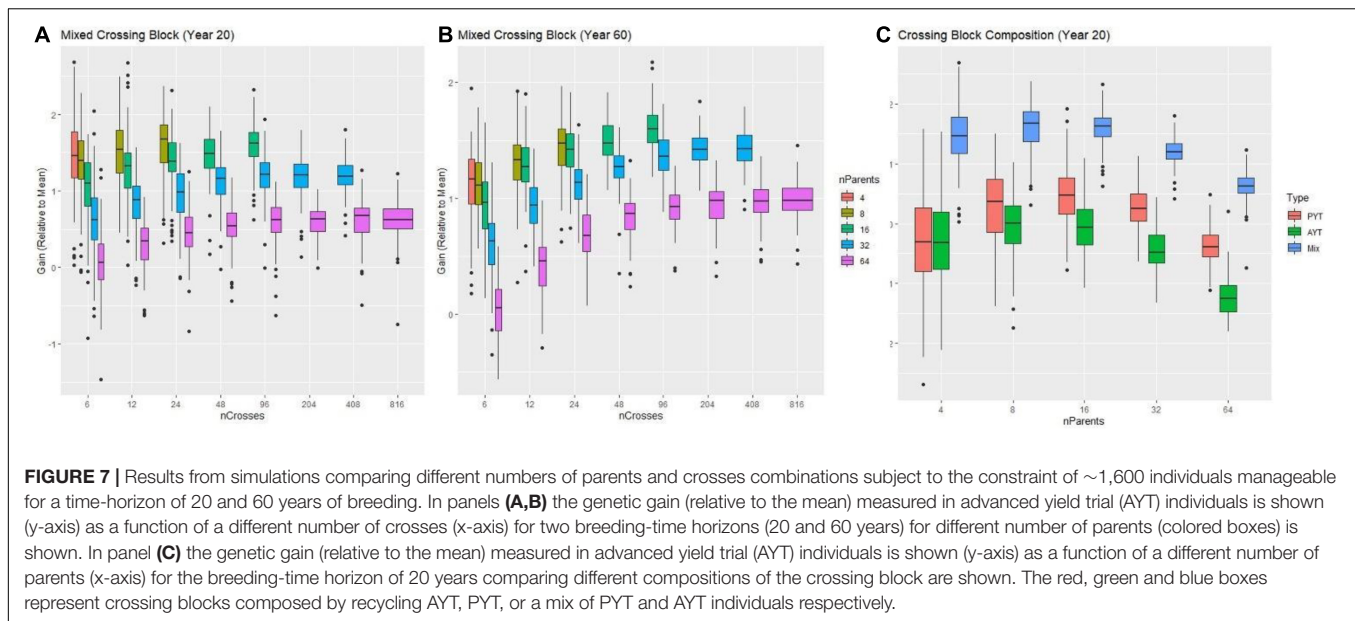 A Mixed Crossing Block (Year 20)
Gain (Relative to Mean)
2
1
0
-1
6 12 24 48 96 204 408 816
nCrosses
B Mixed Crossing Block (Year 60)
Gain (Relative to Mean)
2
1
0
6 12 24 48 96 204 408 816
nCrosses
nParents
4
8
16
32
64
C Crossing Block Composition (Year 20)
2
1
0
1
2
4 8 16 32 64
nParents
Type
PYT
AYT
Mix
FIGURE 7 | Results from simulations comparing different numbers of parents and crosses combinations subject to the constraint of ~1,600 individuals manageable
for a time-horizon of 20 and 60 years of breeding. In panels (A,B) the genetic gain (relative to the mean) measured in advanced yield trial (AYT) individuals is shown
(y-axis) as a function of a different number of crosses (x-axis) for two breeding-time horizons (20 and 60 years) for different number of parents (colored boxes) is
shown. In panel (C) the genetic gain (relative to the mean) measured in advanced yield trial (AYT) individuals is shown (y-axis) as a function of a different number of
parents (x-axis) for the breeding-time horizon of 20 years comparing different compositions of the crossing block are shown. The red, green and blue boxes
represent crossing blocks composed by recycling AYT, PYT, or a mix of PYT and AYT individuals respectively.